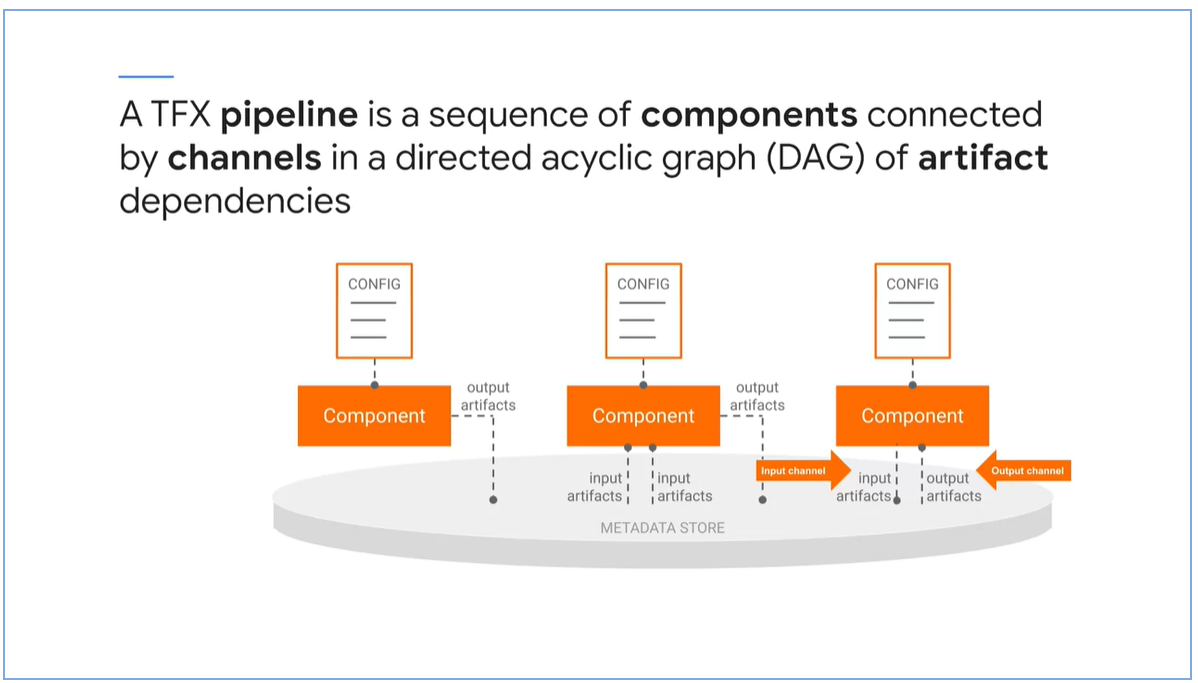 A TFX pipeline is a sequence of components connected
by channels in a directed acyclic graph (DAG) of artifact
dependencies
CONFIG
CONFIG
CONFIG
Component
output
artifacts
Component
output
artifacts
Component
input
artifacts
input
artifacts
Input channel
input
artifacts
output
artifacts
Output channel
METADATA STORE